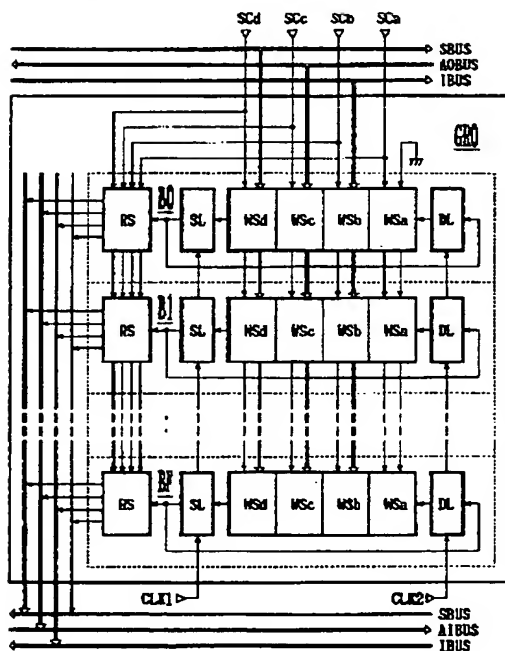 SCd SCc SCb SCa
SBUS
AOBUS
IBUS
GR0
RS B0 SL WSd WSc WSb WSa DL
RS B1 SL WSd WSc WSb WSa DL
RS BF SL WSd WSc WSb WSa DL
CLK1 CLK2
SBUS
AIBUS
IBUS